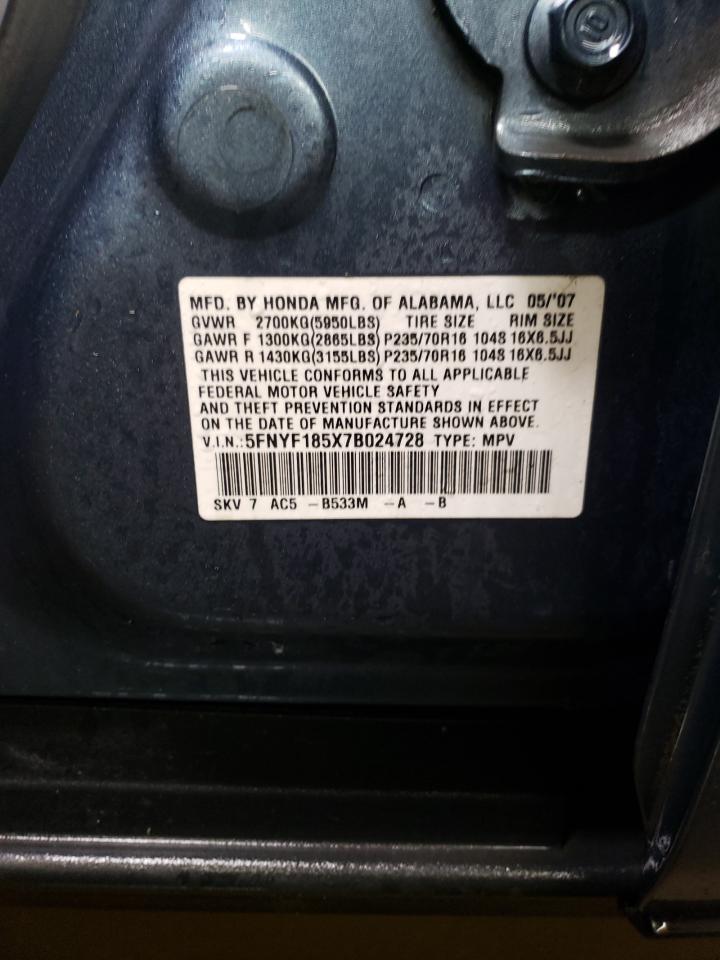 10
MFD. BY HONDA MFG. OF ALABAMA, LLC 05/'07
GVWR 2700KG(5950LBS) TIRE SIZE RIM SIZE
GAWR F 1300KG(2865LBS) P235/70R16 104S 16X6.5JJ
GAWR R 1430KG(3155LBS) P235/70R16 104S 16X6.5JJ
THIS VEHICLE CONFORMS TO ALL APPLICABLE
FEDERAL MOTOR VEHICLE SAFETY
AND THEFT PREVENTION STANDARDS IN EFFECT
ON THE DATE OF MANUFACTURE SHOWN ABOVE.
V.I.N.:5FNYF185X7B024728 TYPE: MPV
SKV 7 AC5 -B533M -A -B